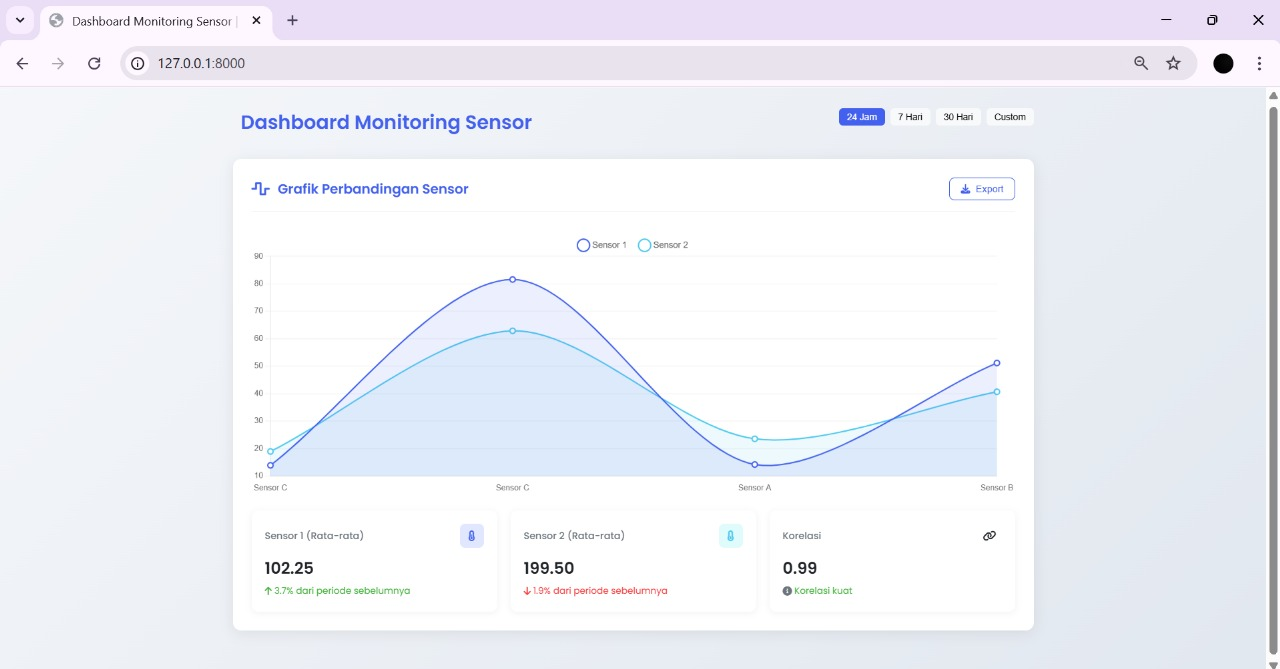 Dashboard Monitoring Sensor |
127.0.0.1:8000
Dashboard Monitoring Sensor
24 Jam 7 Hari 30 Hari Custom
Grafik Perbandingan Sensor
Export
Sensor 1 Sensor 2
90
80
70
60
50
40
30
20
10
Sensor C Sensor C Sensor A Sensor B
Sensor 1 (Rata-rata)
102.25
3.7% dari periode sebelumnya
Sensor 2 (Rata-rata)
199.50
1.9% dari periode sebelumnya
Korelasi
0.99
Korelasi kuat